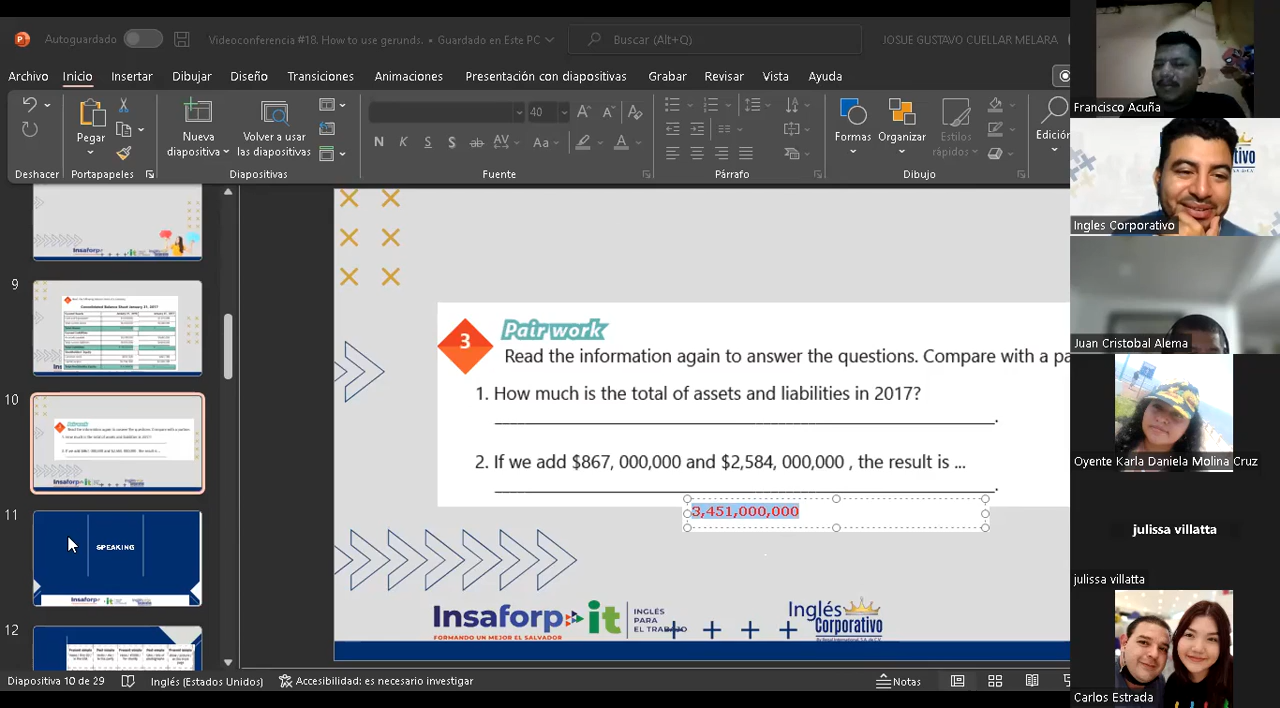 Autoguardado
Videoconferencia #18. How to use gerunds. • Guardado en Este PC
Buscar (Alt+Q)
JOSUE GUSTAVO CUELLAR MELARA
Archivo Inicio Insertar Dibujar Diseño Transiciones Animaciones Presentación con diapositivas Grabar Revisar Vista Ayuda
Pegar
Nueva diapositiva
Volver a usar las diapositivas
40
N K S S ab AV Aa A
Formas
Organizar
Estilos rápidos
Edición
Deshacer Portapapeles Diapositivas Fuente Párrafo Dibujo
9
10
11
12
SPEAKING
3
Pair work
Read the information again to answer the questions. Compare with a pa
1. How much is the total of assets and liabilities in 2017?
2. If we add $867, 000,000 and $2,584, 000,000 , the result is ...
3,451,000,000
Insaforp it
FORMANDO UN MEJOR EL SALVADOR
INGLÉS
PARA
EL TRABAJO
Inglés
Corporativo
Diapositiva 10 de 29
Inglés (Estados Unidos)
Accesibilidad: es necesario investigar
Notas
Francisco Acuña
Ingles Corporativo
Juan Cristobal Alema
Oyente Karla Daniela Molina Cruz
julissa villatta
julissa villatta
Carlos Estrada